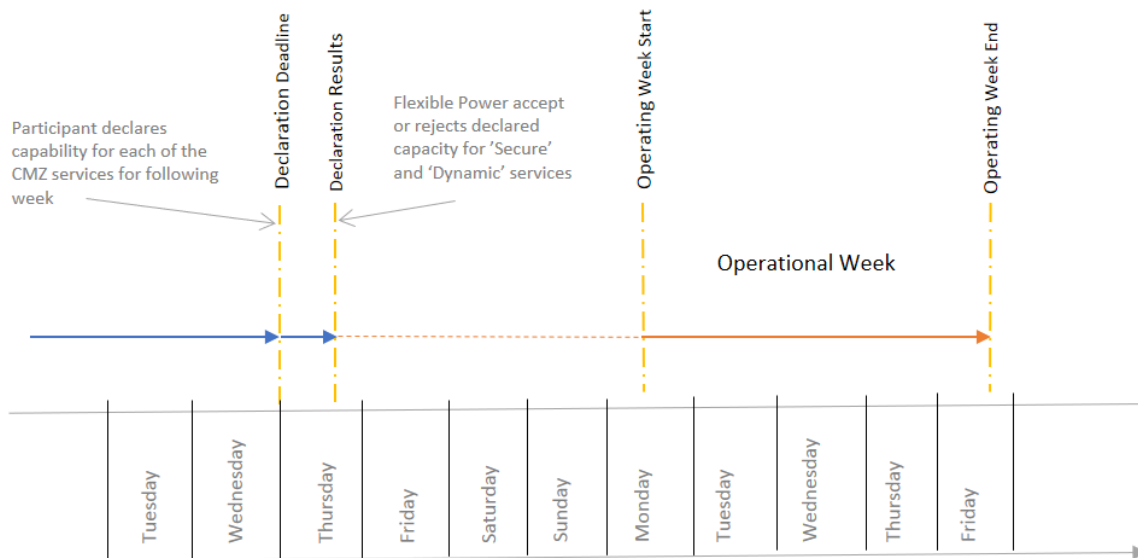 Declaration Deadline
Declaration Results
Operating Week Start
Operating Week End
Participant declares
capability for each of the
CMZ services for following
week
Flexible Power accept
or rejects declared
capacity for ’Secure’
and ‘Dynamic’ services
Operational Week
Tuesday
Wednesday
Thursday
Friday
Saturday
Sunday
Monday
Tuesday
Wednesday
Thursday
Friday